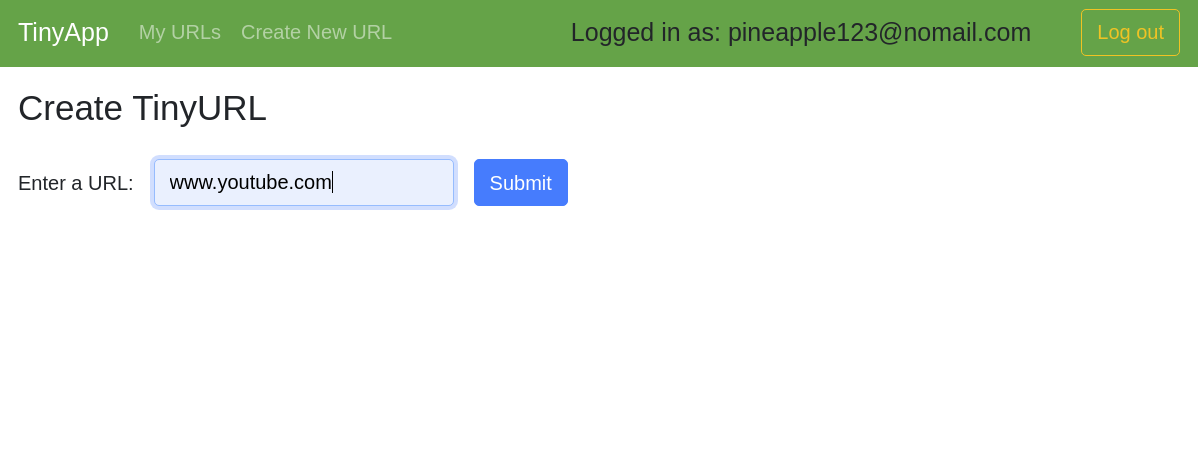 TinyApp My URLs Create New URL Logged in as: pineapple123@nomail.com Log out
Create TinyURL
Enter a URL: www.youtube.com Submit